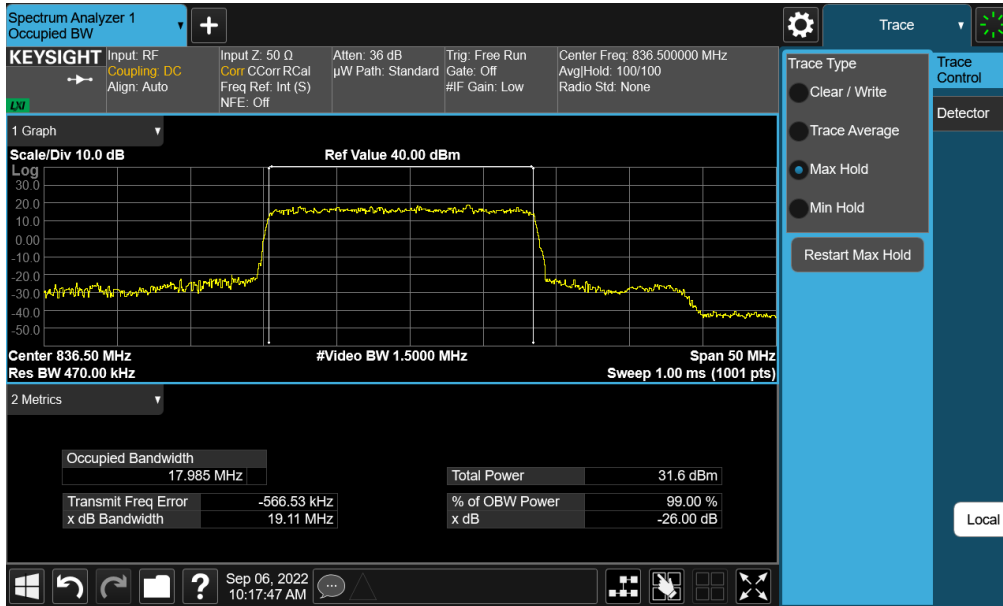 Spectrum Analyzer 1
Occupied BW
+
Trace
KEYSIGHT
LXI
Input: RF
Coupling: DC
Align: Auto
Input Z: 50 Ω
Corr CCorr RCal
Freq Ref: Int (S)
NFE: Off
Atten: 36 dB
µW Path: Standard
Trig: Free Run
Gate: Off
#IF Gain: Low
Center Freq: 836.500000 MHz
Avg|Hold: 100/100
Radio Std: None
1 Graph
Scale/Div 10.0 dB
Ref Value 40.00 dBm
Log
30.0
20.0
10.0
0.00
-10.0
-20.0
-30.0
-40.0
-50.0
Center 836.50 MHz
#Video BW 1.5000 MHz
Span 50 MHz
Res BW 470.00 kHz
Sweep 1.00 ms (1001 pts)
2 Metrics
Occupied Bandwidth
17.985 MHz
Total Power 31.6 dBm
Transmit Freq Error -566.53 kHz
% of OBW Power 99.00 %
x dB Bandwidth 19.11 MHz
x dB -26.00 dB
Trace Type
Clear / Write
Trace Average
Max Hold
Min Hold
Restart Max Hold
Trace
Control
Detector
Local
?
Sep 06, 2022
10:17:47 AM